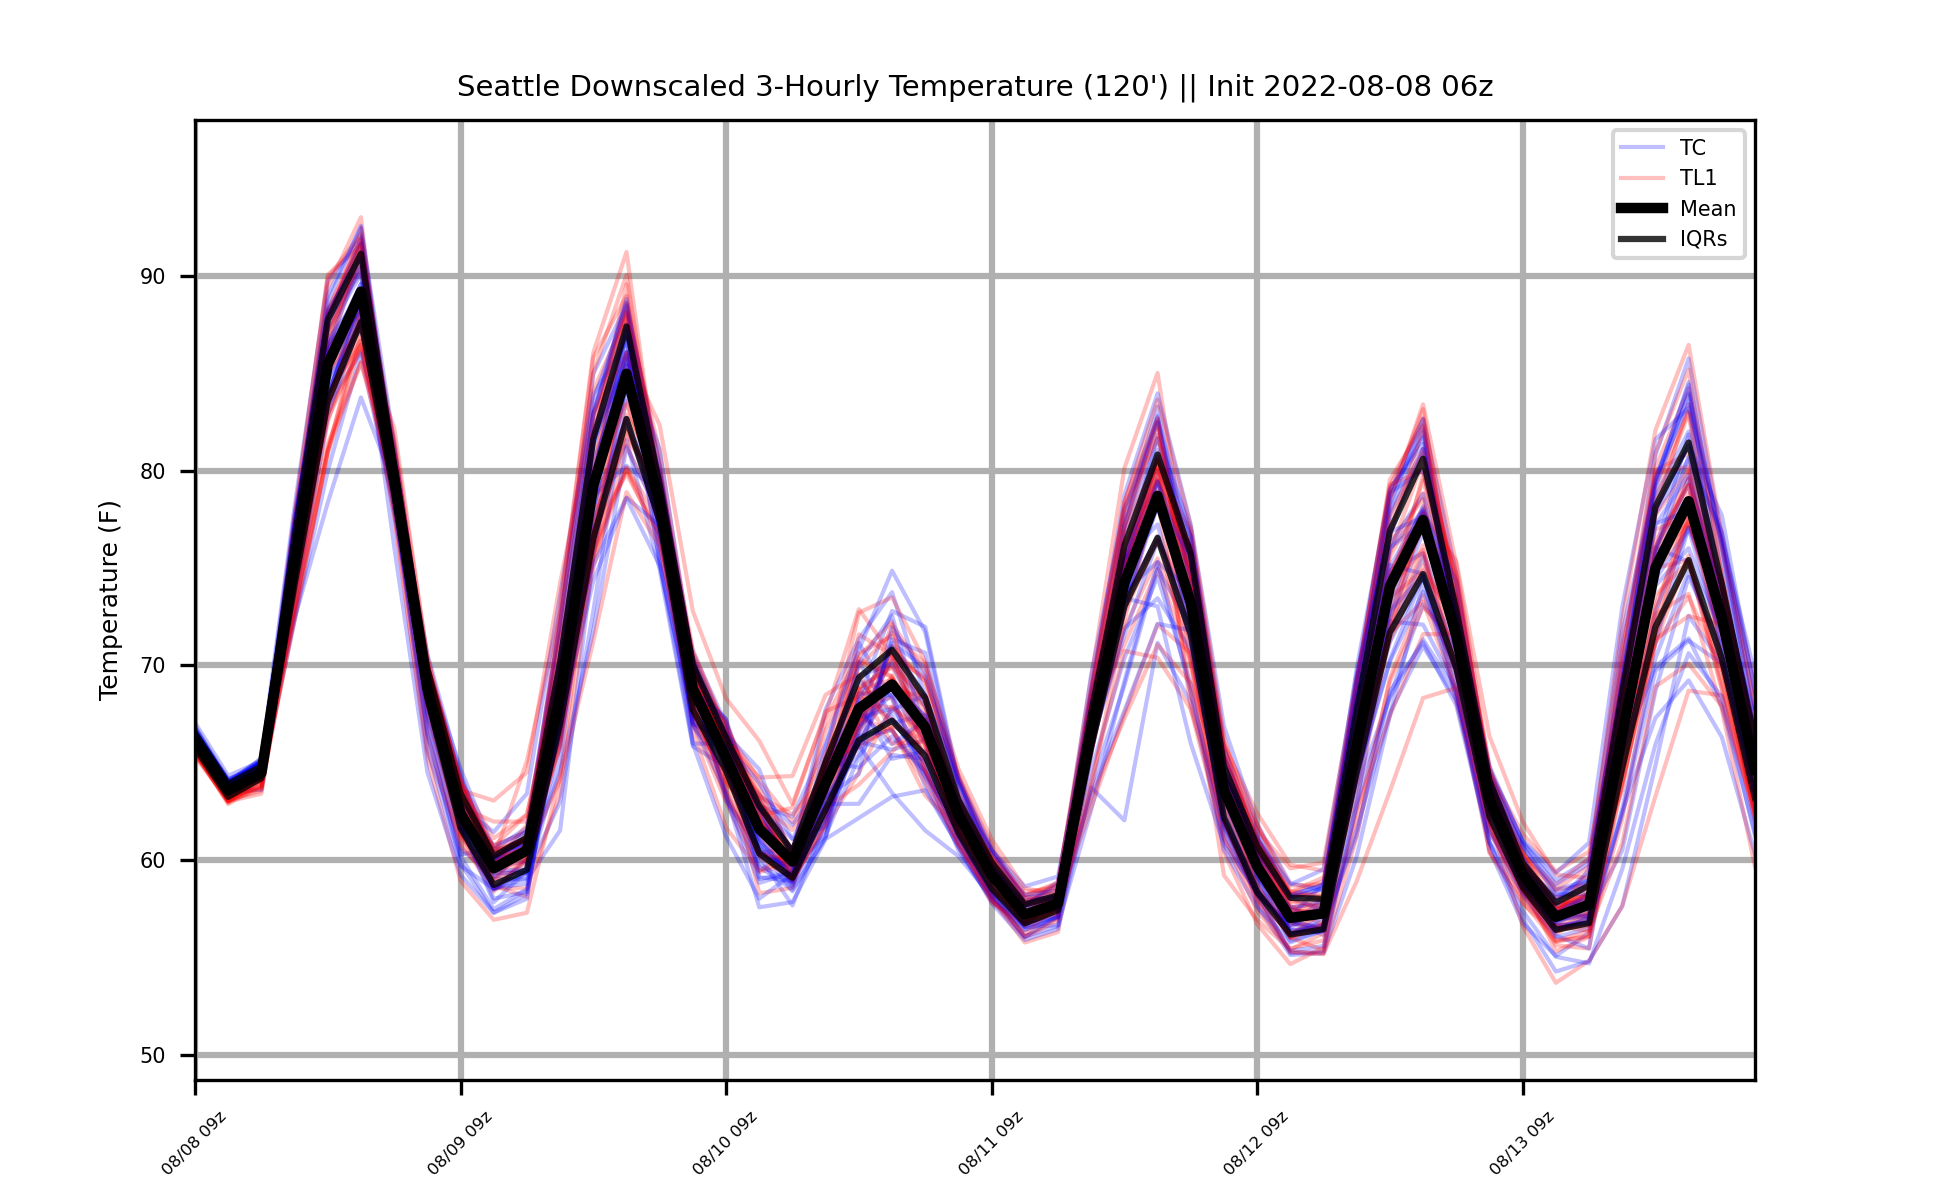 Seattle Downscaled 3-Hourly Temperature (120') || Init 2022-08-08 06z
TC
TL1
Mean
IQRs
Temperature (F)
90
80
70
60
50
08/08 09z
08/09 09z
08/10 09z
08/11 09z
08/12 09z
08/13 09z